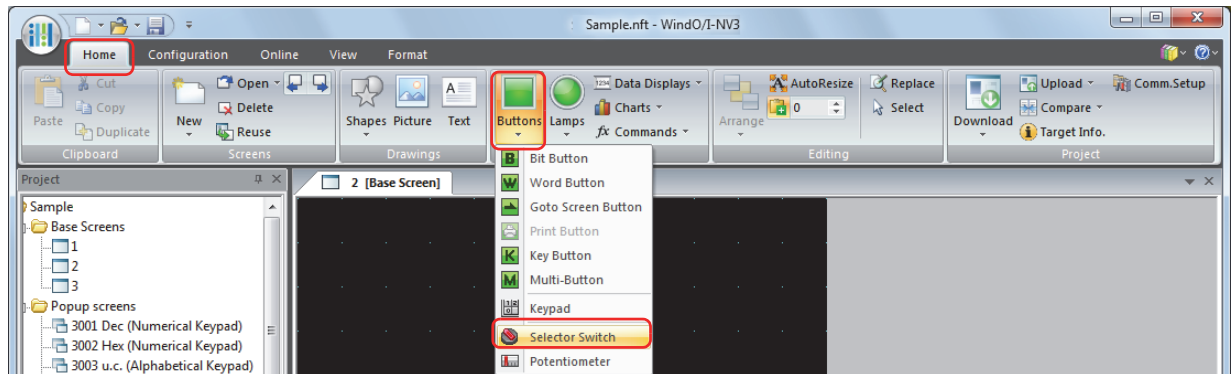 Sample.nft - WindO/I-NV3
Home Configuration Online View Format
Cut
Copy
Duplicate
Paste
Clipboard
New
Open
Delete
Reuse
Screens
Shapes Picture Text
Drawings
Buttons Lamps
1234 Data Displays
Charts
fx Commands
Arrange
AutoResize
0
Replace
Select
Editing
Download
Upload
Compare
Target Info.
Comm.Setup
Project
Project
Sample
Base Screens
1
2
3
Popup screens
3001 Dec (Numerical Keypad)
3002 Hex (Numerical Keypad)
3003 u.c. (Alphabetical Keypad)
2 [Base Screen]
B Bit Button
W Word Button
Goto Screen Button
Print Button
K Key Button
M Multi-Button
Keypad
Selector Switch
Potentiometer